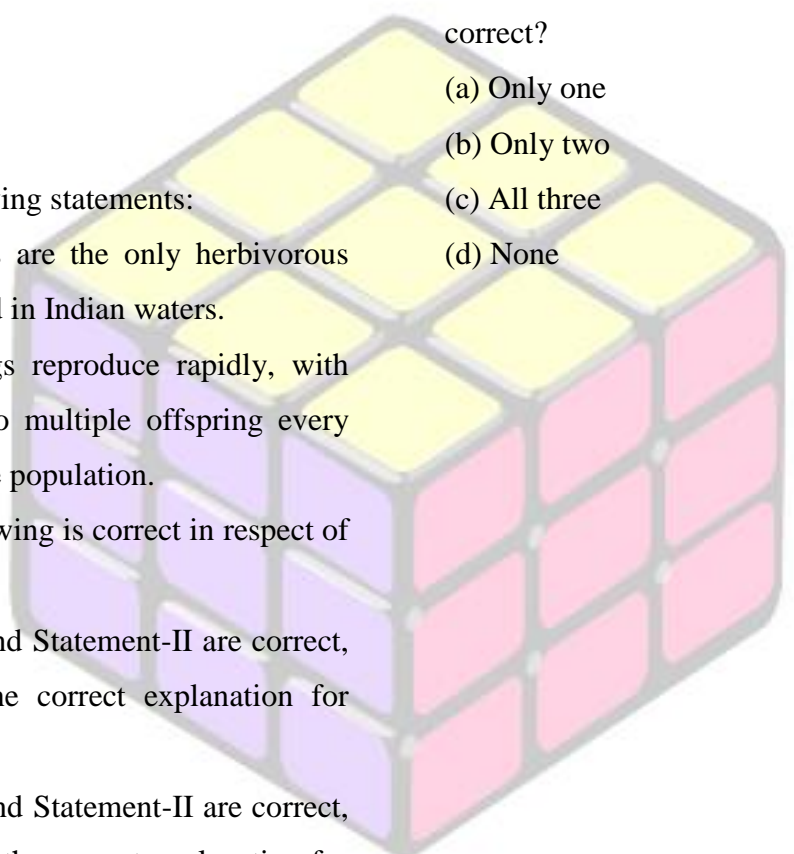 ing statements:
are the only herbivorous
in Indian waters.
gs reproduce rapidly, with
multiple offspring every
population.
wing is correct in respect of
nd Statement-II are correct,
correct explanation for
nd Statement-II are correct,
correct?
(a) Only one
(b) Only two
(c) All three
(d) None